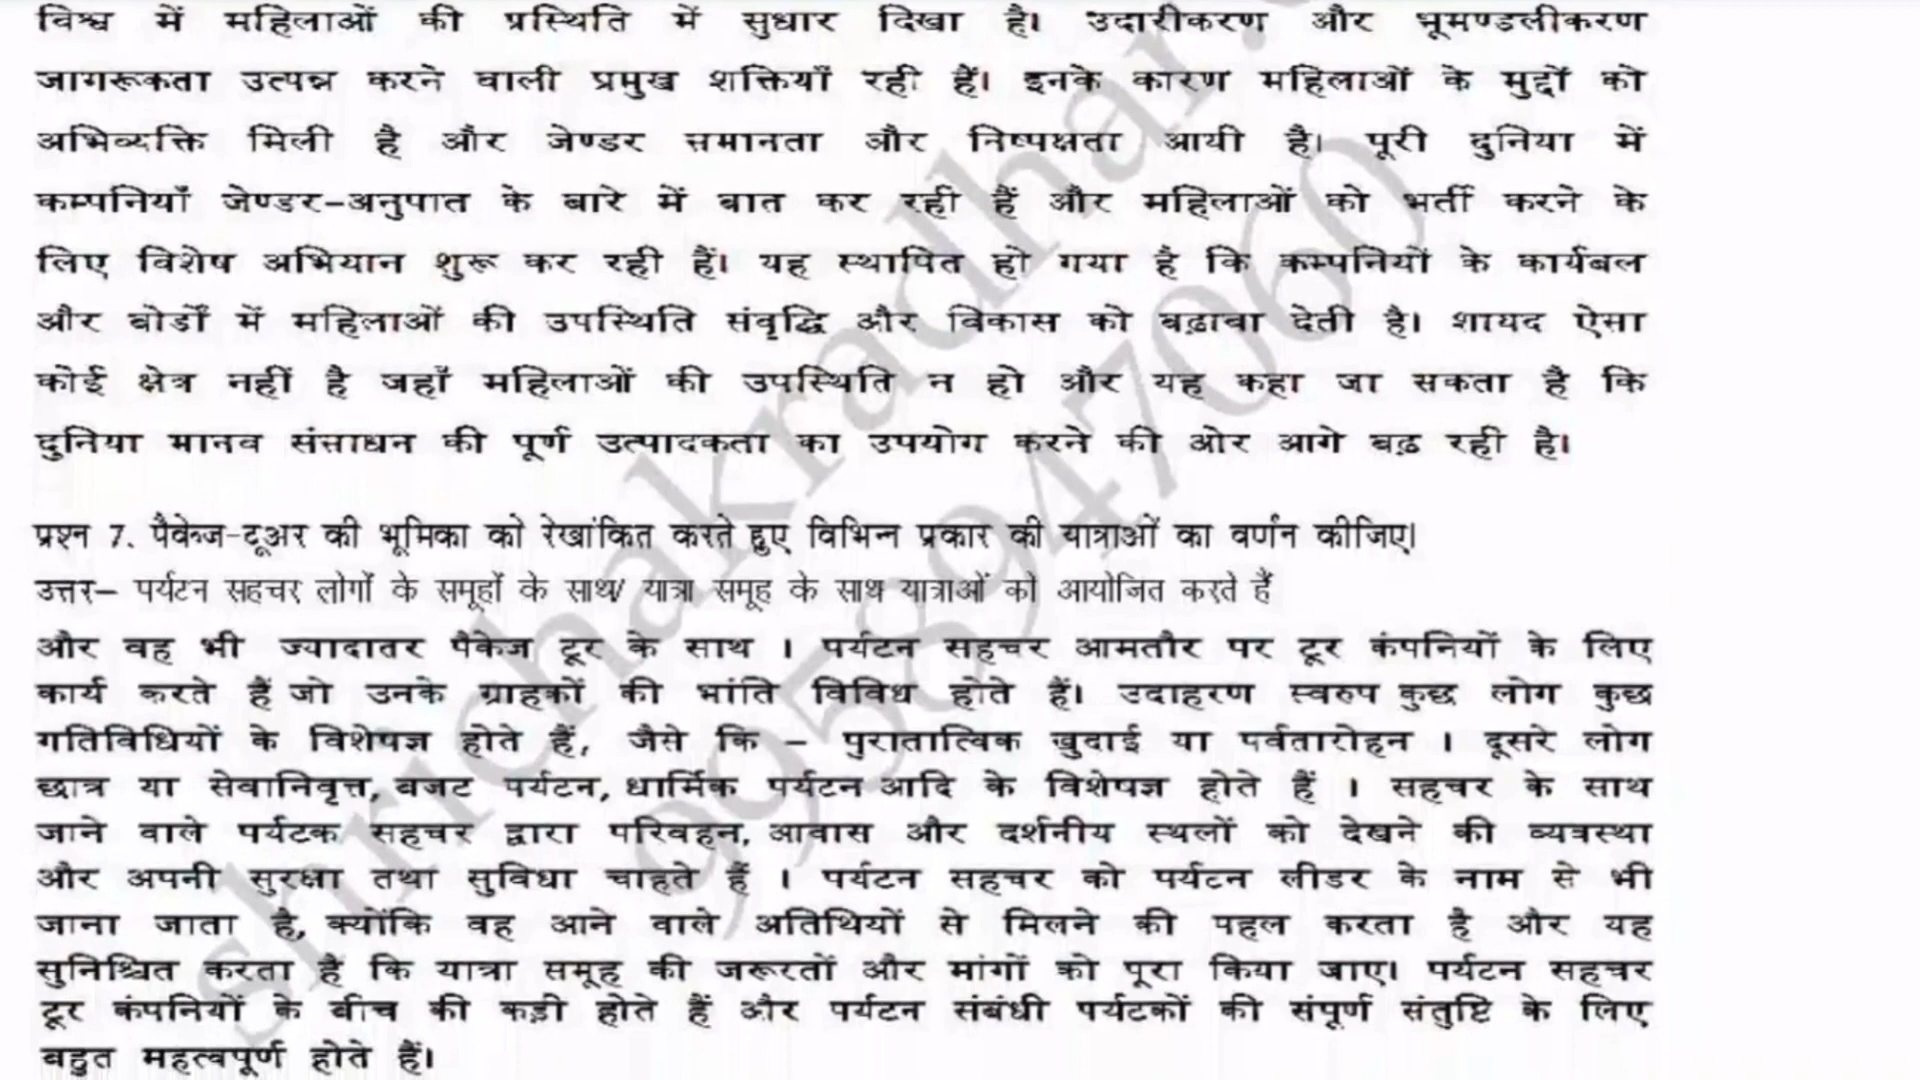 विश्व में महिलाओं की प्रस्थिति में सुधार दिखा है। उदारीकरण और भूमण्डलीकरण
जागरूकता उत्पन्न करने वाली प्रमुख शक्तियाँ रही हैं। इनके कारण महिलाओं के मुद्दों को
अभिव्यक्ति मिली है और जेण्डर समानता और निष्पक्षता आयी है। पूरी दुनिया में
कम्पनियाँ जेण्डर-अनुपात के बारे में बात कर रही हैं और महिलाओं को भर्ती करने के
लिए विशेष अभियान शुरू कर रही हैं। यह स्थापित हो गया है कि कम्पनियों के कार्यबल
और बोर्डों में महिलाओं की उपस्थिति संवृद्धि और विकास को बढ़ावा देती है। शायद ऐसा
कोई क्षेत्र नहीं है जहाँ महिलाओं की उपस्थिति न हो और यह कहा जा सकता है कि
दुनिया मानव संसाधन की पूर्ण उत्पादकता का उपयोग करने की ओर आगे बढ़ रही है।
प्रश्न 7. पैकेज-टूअर की भूमिका को रेखांकित करते हुए विभिन्न प्रकार की यात्राओं का वर्णन कीजिए।
उत्तर– पर्यटन सहचर लोगों के समूहों के साथ/ यात्रा समूह के साथ यात्राओं को आयोजित करते हैं
और वह भी ज्यादातर पैकेज टूर के साथ । पर्यटन सहचर आमतौर पर टूर कंपनियों के लिए
कार्य करते हैं जो उनके ग्राहकों की भांति विविध होते हैं। उदाहरण स्वरुप कुछ लोग कुछ
गतिविधियों के विशेषज्ञ होते हैं, जैसे कि – पुरातात्विक खुदाई या पर्वतारोहन । दूसरे लोग
छात्र या सेवानिवृत्त, बजट पर्यटन, धार्मिक पर्यटन आदि के विशेषज्ञ होते हैं । सहचर के साथ
जाने वाले पर्यटक सहचर द्वारा परिवहन, आवास और दर्शनीय स्थलों को देखने की व्यवस्था
और अपनी सुरक्षा तथा सुविधा चाहते हैं । पर्यटन सहचर को पर्यटन लीडर के नाम से भी
जाना जाता है, क्योंकि वह आने वाले अतिथियों से मिलने की पहल करता है और यह
सुनिश्चित करता है कि यात्रा समूह की जरूरतों और मांगों को पूरा किया जाए। पर्यटन सहचर
टूर कंपनियों के बीच की कड़ी होते हैं और पर्यटन संबंधी पर्यटकों की संपूर्ण संतुष्टि के लिए
बहुत महत्वपूर्ण होते हैं।
shrichakradhar.
9958947060